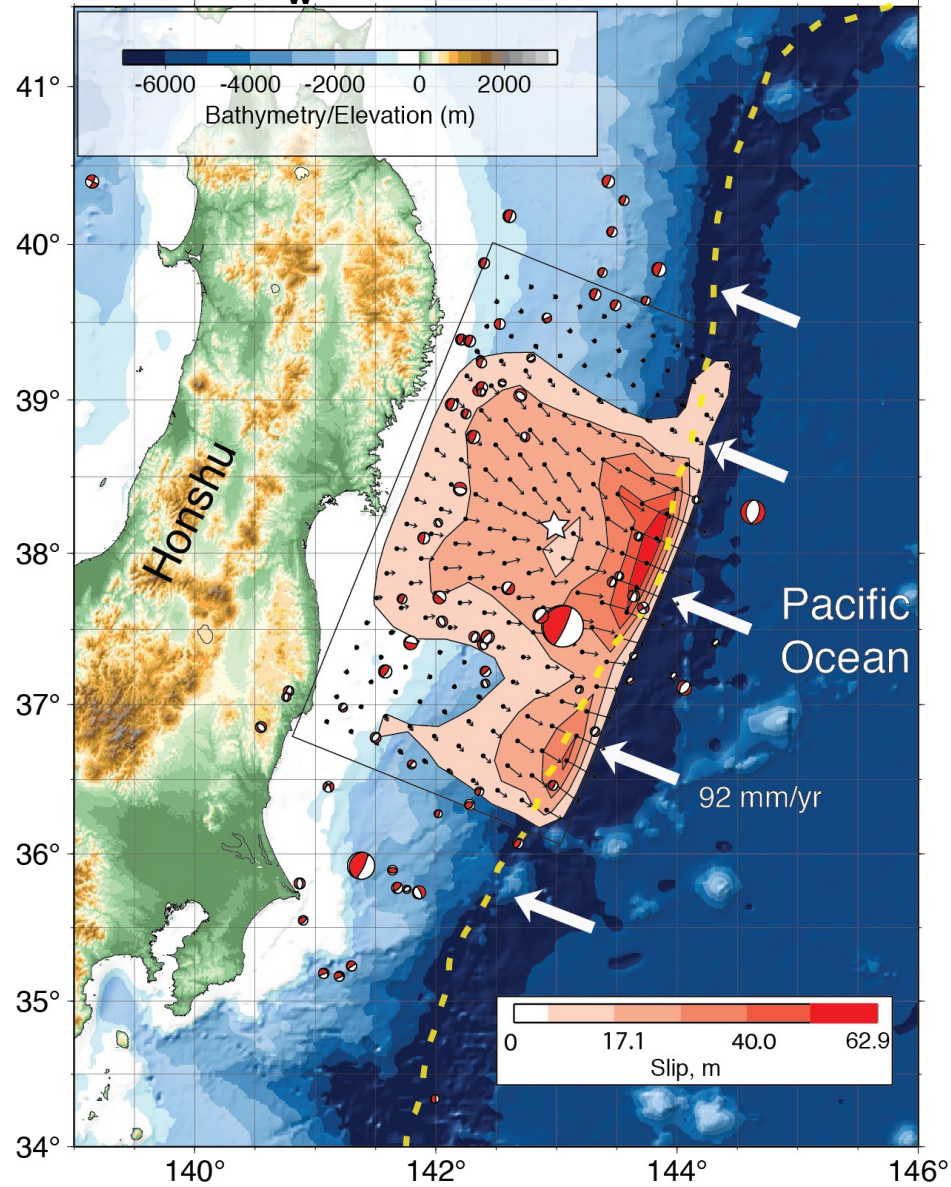 w
-6000 -4000 -2000 0 2000
Bathymetry/Elevation (m)
41°
40°
39°
38°
37°
36°
35°
34°
Honshu
Pacific
Ocean
92 mm/yr
0 17.1 40.0 62.9
Slip, m
140° 142° 144° 146°